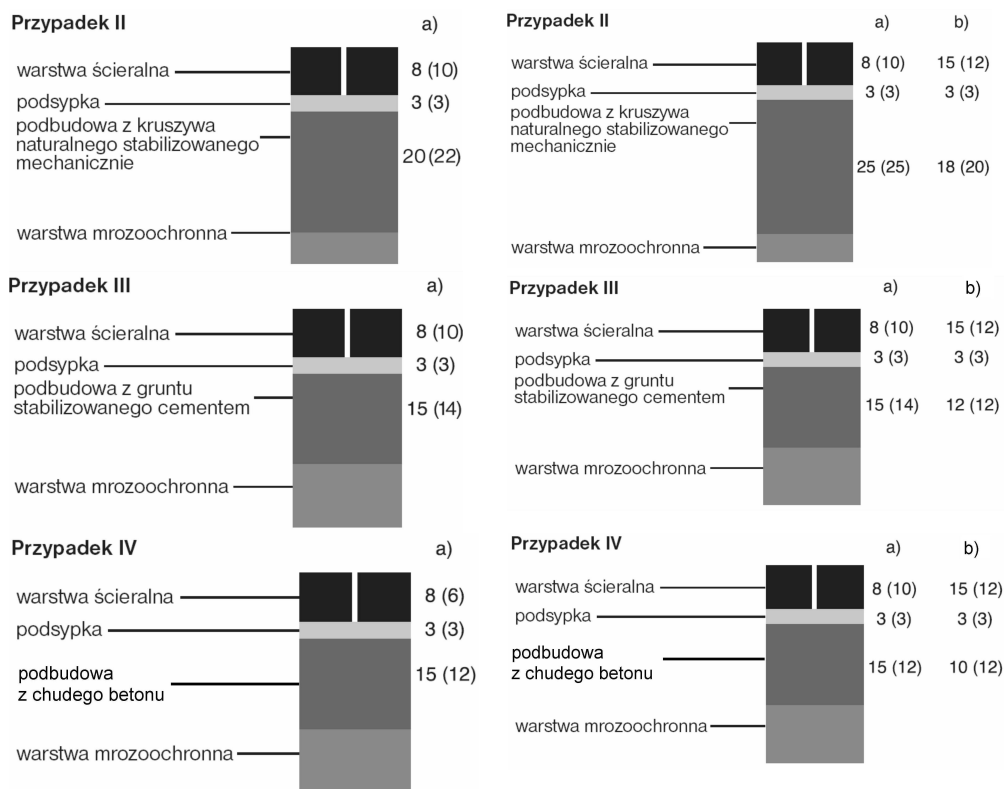 Przypadek II
a)
warstwa ścieralna
8 (10)
podsypka
3 (3)
podbudowa z kruszywa
naturalnego stabilizowanego
mechanicznie
20 (22)
warstwa mrozoochronna
Przypadek III
a)
warstwa ścieralna
8 (10)
podsypka
3 (3)
podbudowa z gruntu
stabilizowanego cementem
15 (14)
warstwa mrozoochronna
Przypadek IV
a)
warstwa ścieralna
8 (6)
podsypka
3 (3)
podbudowa
z chudego betonu
15 (12)
warstwa mrozoochronna
Przypadek II
a) b)
warstwa ścieralna
8 (10) 15 (12)
podsypka
3 (3) 3 (3)
podbudowa z kruszywa
naturalnego stabilizowanego
mechanicznie
25 (25) 18 (20)
warstwa mrozoochronna
Przypadek III
a) b)
warstwa ścieralna
8 (10) 15 (12)
podsypka
3 (3) 3 (3)
podbudowa z gruntu
stabilizowanego cementem
15 (14) 12 (12)
warstwa mrozoochronna
Przypadek IV
a) b)
warstwa ścieralna
8 (10) 15 (12)
podsypka
3 (3) 3 (3)
podbudowa
z chudego betonu
15 (12) 10 (12)
warstwa mrozoochronna